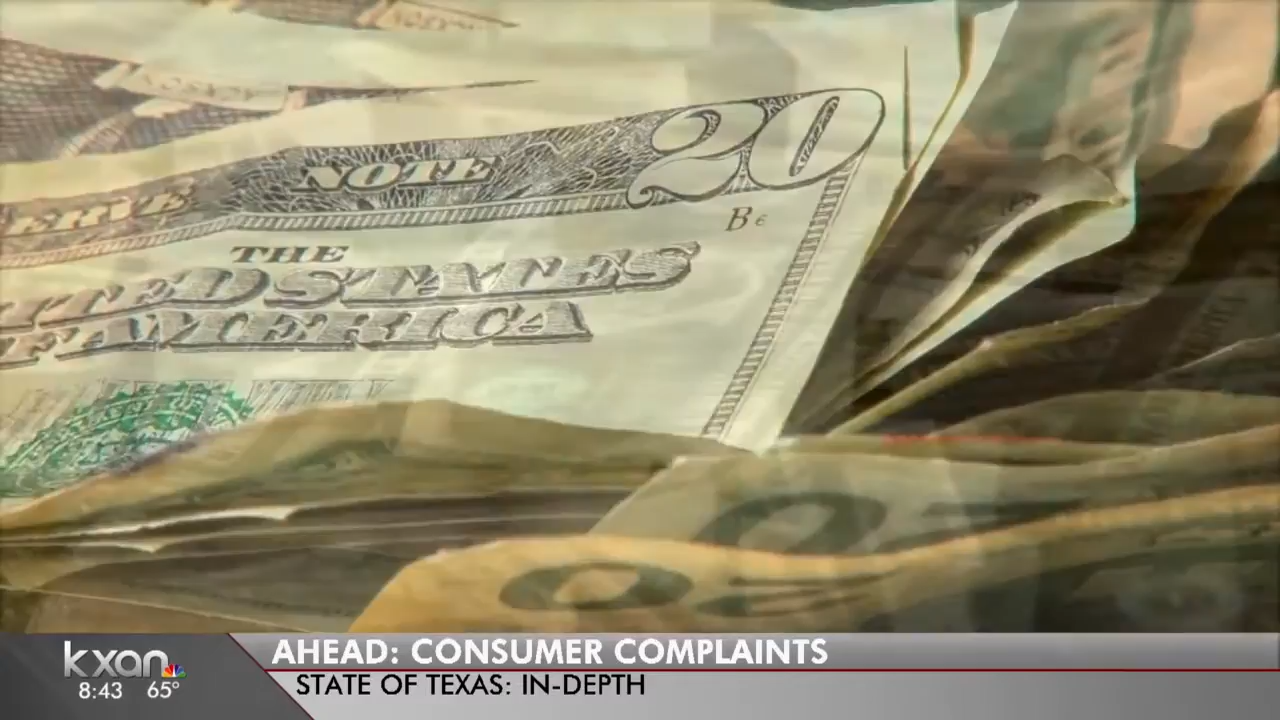 NOTE 20
THE
STATES
AMERICA
AHEAD: CONSUMER COMPLAINTS
kxan
8:43 65°
STATE OF TEXAS: IN-DEPTH